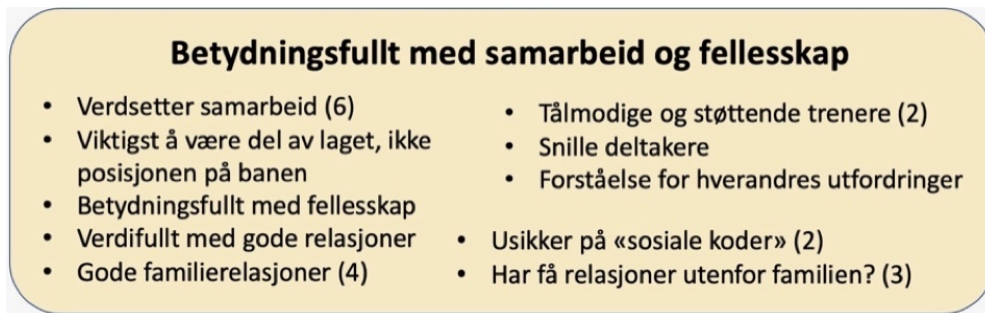 Betydningsfullt med samarbeid og fellesskap
• Verdsetter samarbeid (6)
• Viktigst å være del av laget, ikke
posisjonen på banen
• Betydningsfullt med fellesskap
• Verdifullt med gode relasjoner
• Gode familierelasjoner (4)
• Tålmodige og støttende trenere (2)
• Snille deltakere
• Forståelse for hverandres utfordringer
• Usikker på «sosiale koder» (2)
• Har få relasjoner utenfor familien? (3)